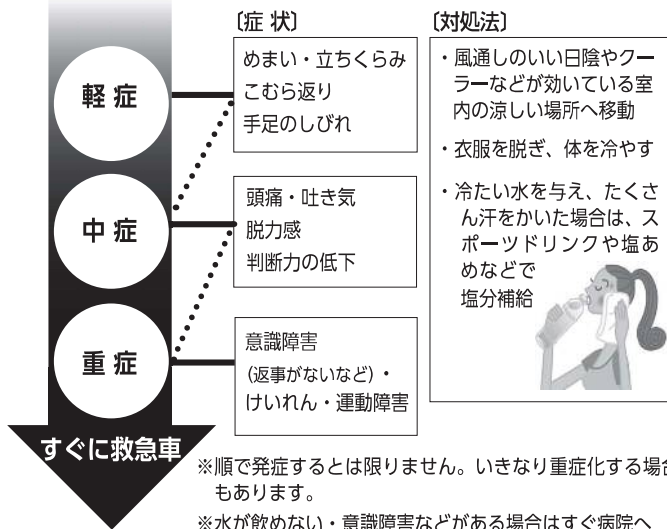 〔症 状〕
〔対処法〕
軽 症
めまい・立ちくらみ
こむら返り
手足のしびれ
中 症
頭痛・吐き気
脱力感
判断力の低下
重 症
意識障害
(返事がないなど)・
けいれん・運動障害
・風通しのいい日陰やクー
ラーなどが効いている室
内の涼しい場所へ移動
・衣服を脱ぎ、体を冷やす
・冷たい水を与え、たくさ
ん汗をかいた場合は、ス
ポーツドリンクや塩あ
めなどで
塩分補給
すぐに救急車
※順で発症するとは限りません。いきなり重症化する場合
もあります。
※水が飲めない・意識障害などがある場合はすぐ病院へ